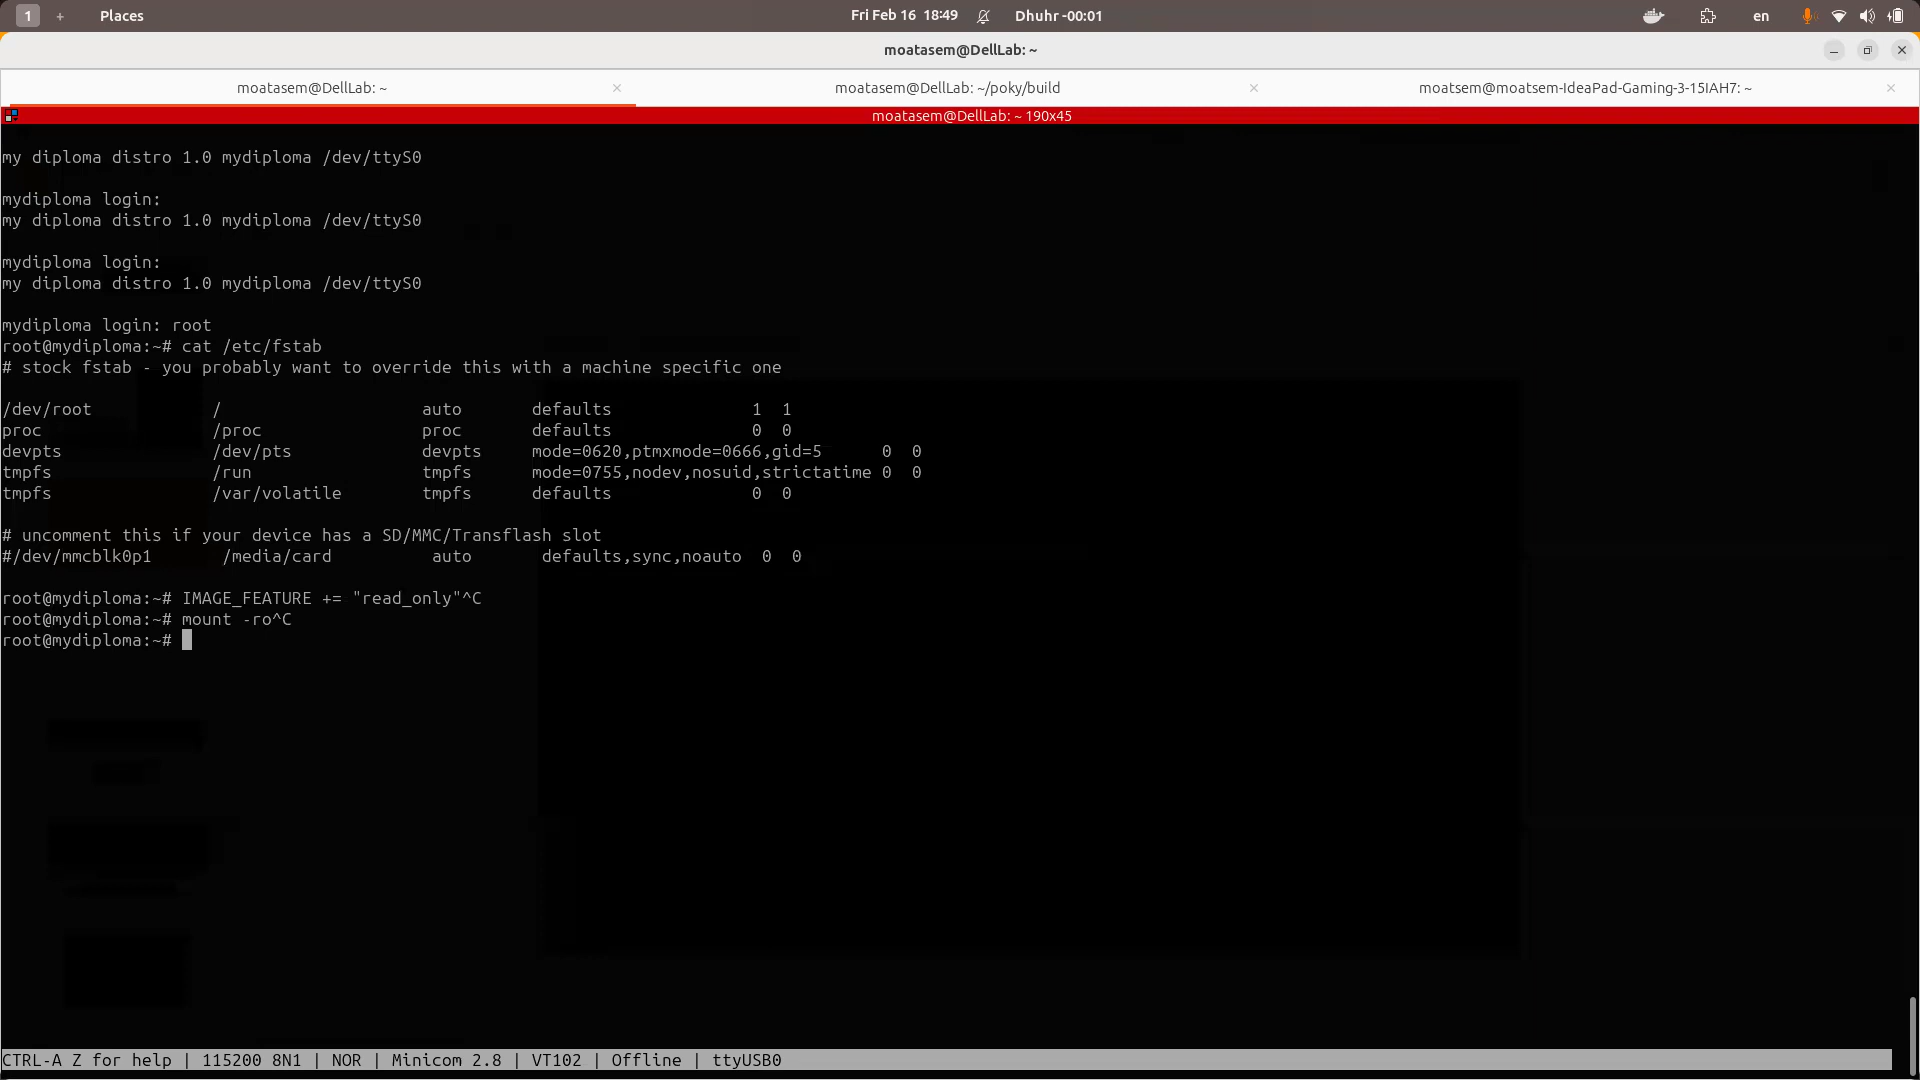 1 + Places Fri Feb 16 18:49 Dhuhr -00:01 en
moatasem@DellLab: ~
moatasem@DellLab: ~ × moatasem@DellLab: ~/poky/build × moatsem@moatsem-IdeaPad-Gaming-3-15IAH7: ~ ×
moatasem@DellLab: ~ 190x45
my diploma distro 1.0 mydiploma /dev/ttyS0
mydiploma login:
my diploma distro 1.0 mydiploma /dev/ttyS0
mydiploma login:
my diploma distro 1.0 mydiploma /dev/ttyS0
mydiploma login: root
root@mydiploma:~# cat /etc/fstab
# stock fstab - you probably want to override this with a machine specific one
/dev/root            /                    auto       defaults              1  1
proc                 /proc                proc       defaults              0  0
devpts               /dev/pts             devpts     mode=0620,ptmxmode=0666,gid=5      0  0
tmpfs                /run                 tmpfs      mode=0755,nodev,nosuid,strictatime 0  0
tmpfs                /var/volatile        tmpfs      defaults              0  0
# uncomment this if your device has a SD/MMC/Transflash slot
#/dev/mmcblk0p1       /media/card          auto       defaults,sync,noauto  0  0
root@mydiploma:~# IMAGE_FEATURE += "read_only"^C
root@mydiploma:~# mount -ro^C
root@mydiploma:~#
CTRL-A Z for help | 115200 8N1 | NOR | Minicom 2.8 | VT102 | Offline | ttyUSB0